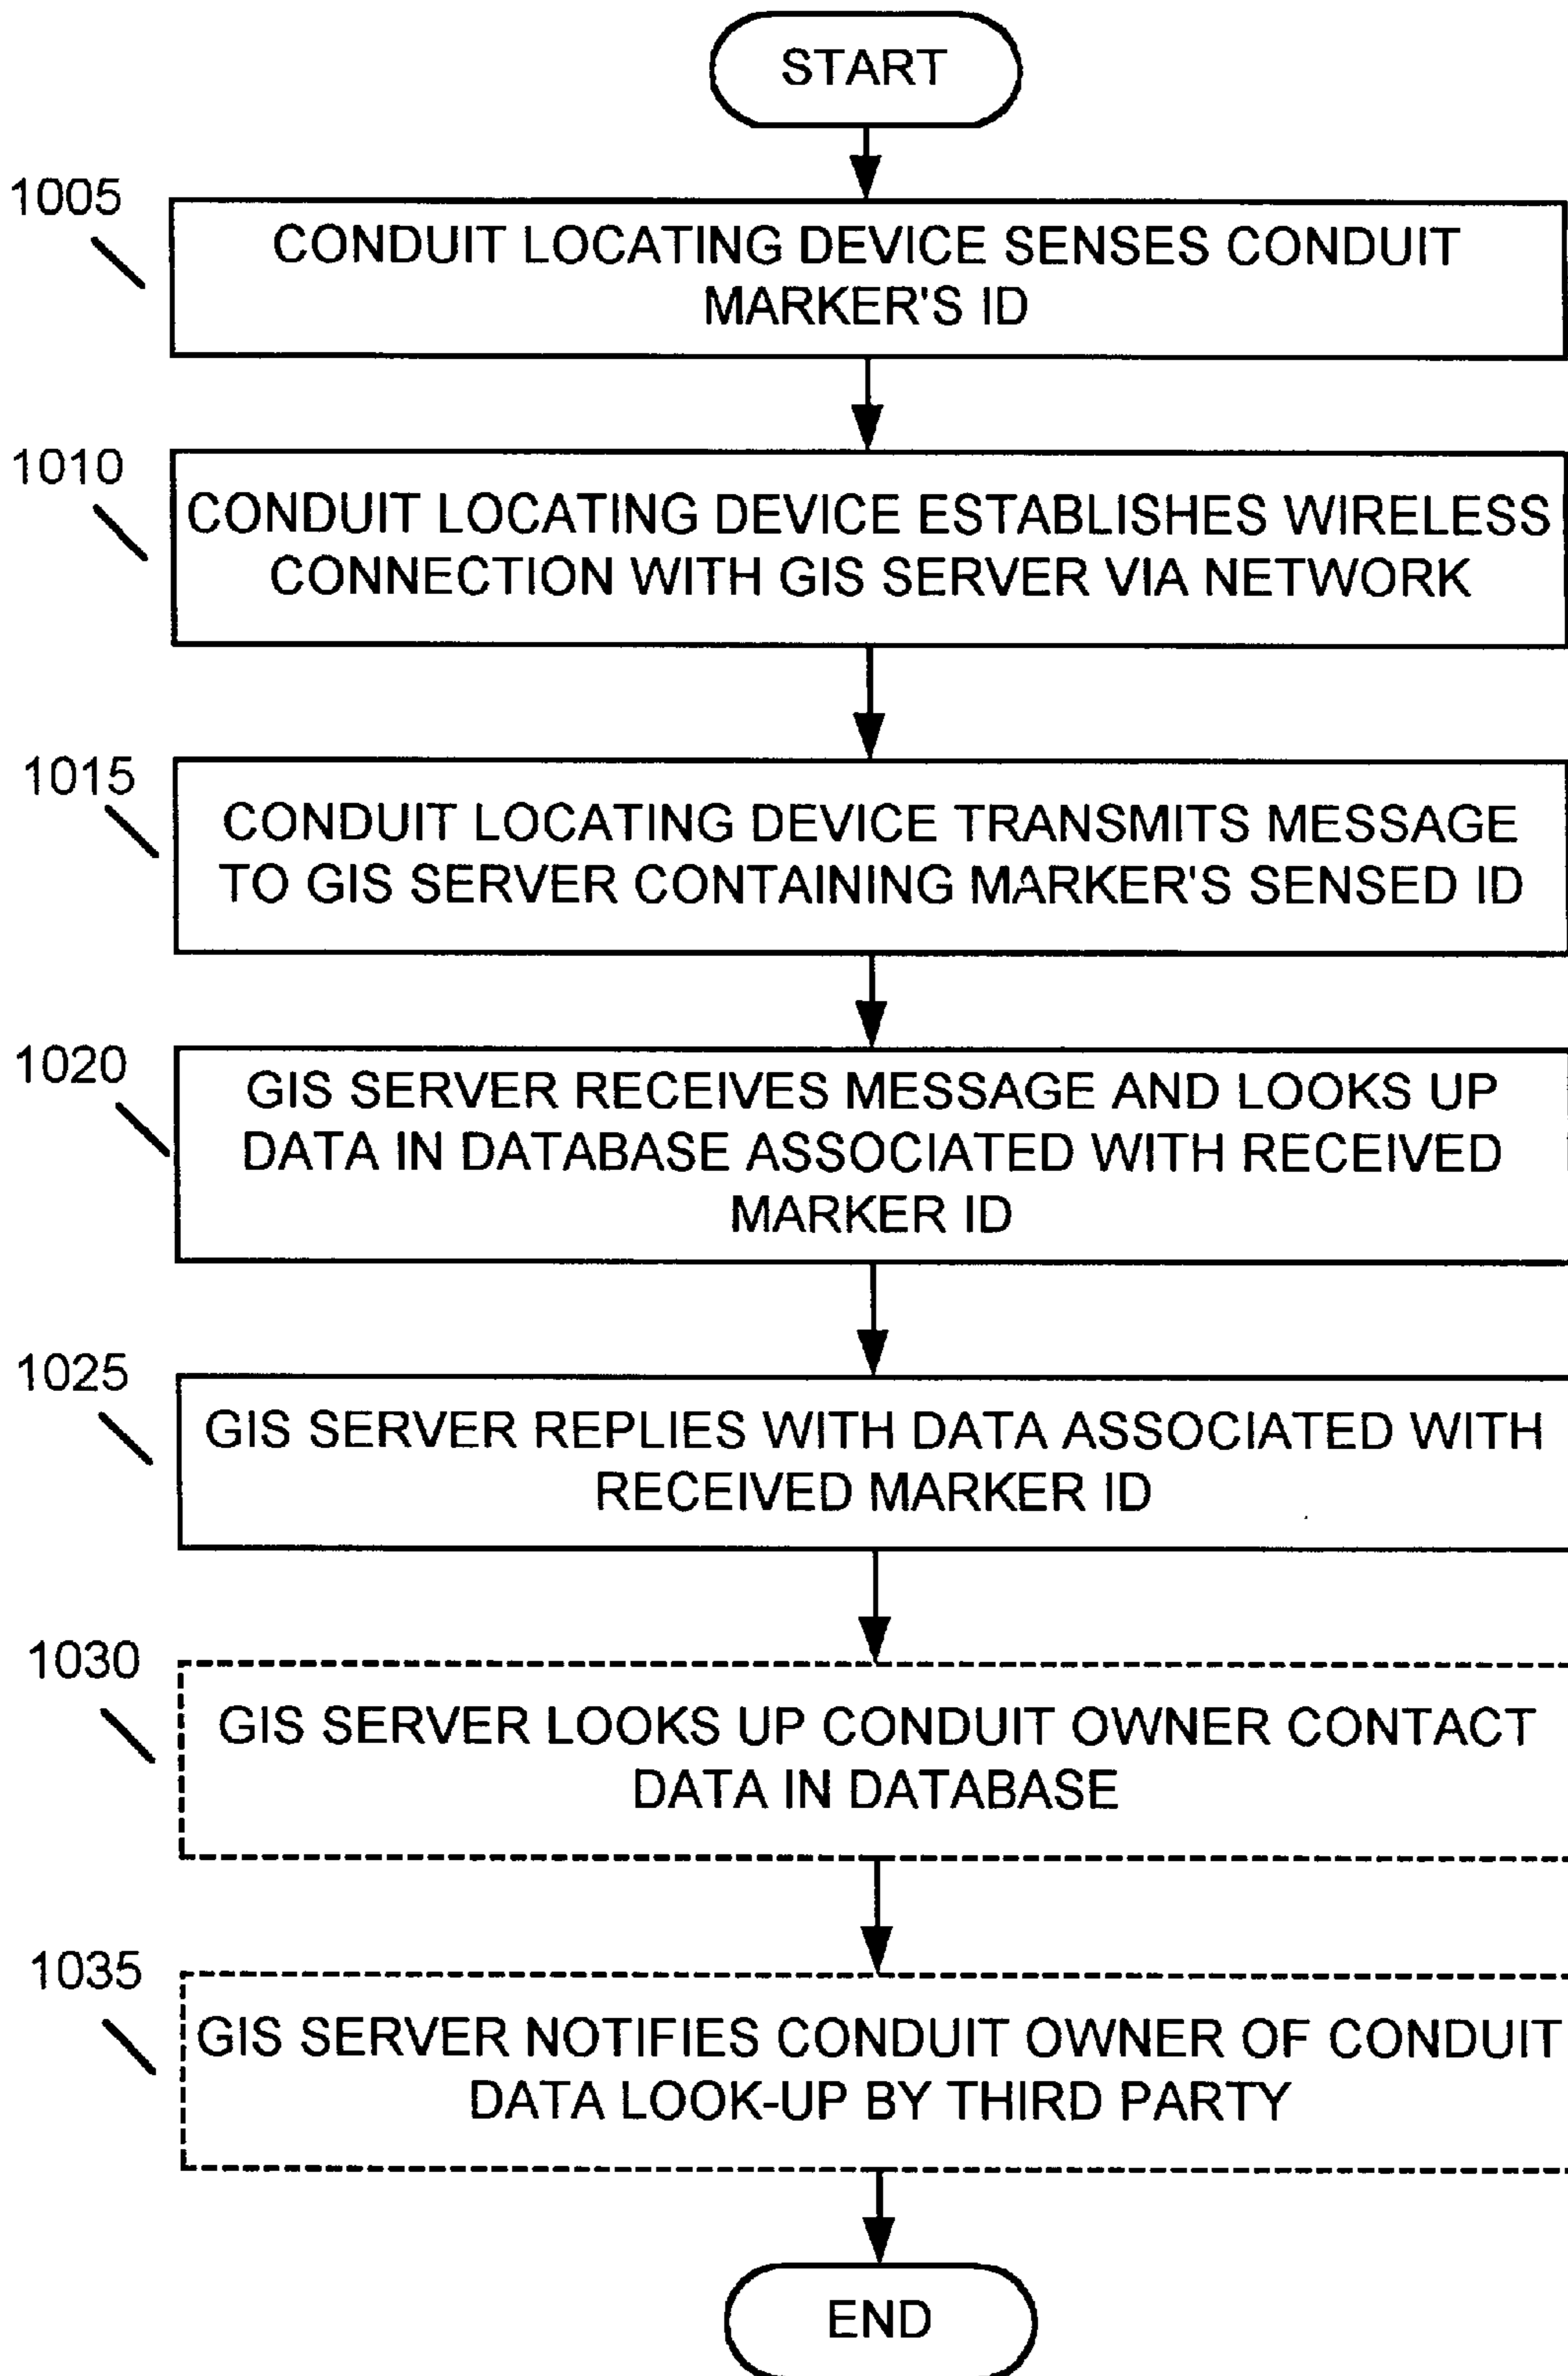 START
1005
CONDUIT LOCATING DEVICE SENSES CONDUIT
MARKER'S ID
1010
CONDUIT LOCATING DEVICE ESTABLISHES WIRELESS
CONNECTION WITH GIS SERVER VIA NETWORK
1015
CONDUIT LOCATING DEVICE TRANSMITS MESSAGE
TO GIS SERVER CONTAINING MARKER'S SENSED ID
1020
GIS SERVER RECEIVES MESSAGE AND LOOKS UP
DATA IN DATABASE ASSOCIATED WITH RECEIVED
MARKER ID
1025
GIS SERVER REPLIES WITH DATA ASSOCIATED WITH
RECEIVED MARKER ID
1030
GIS SERVER LOOKS UP CONDUIT OWNER CONTACT
DATA IN DATABASE
1035
GIS SERVER NOTIFIES CONDUIT OWNER OF CONDUIT
DATA LOOK-UP BY THIRD PARTY
END